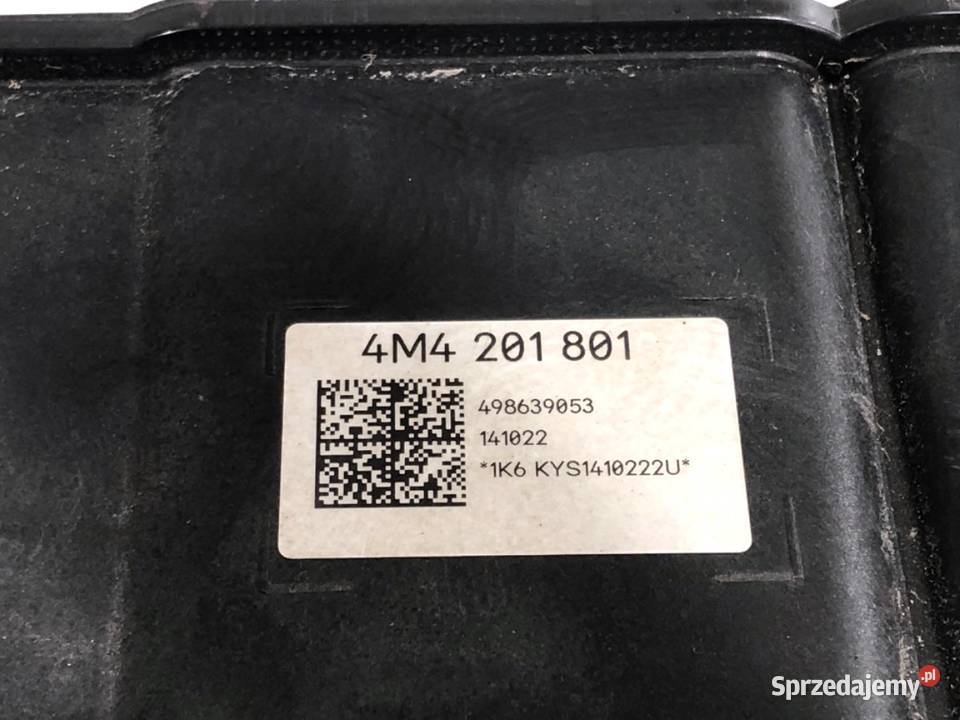 4M4 201 801
498639053
141022
*1K6 KYS1410222U*
Sprzedajemy.pl